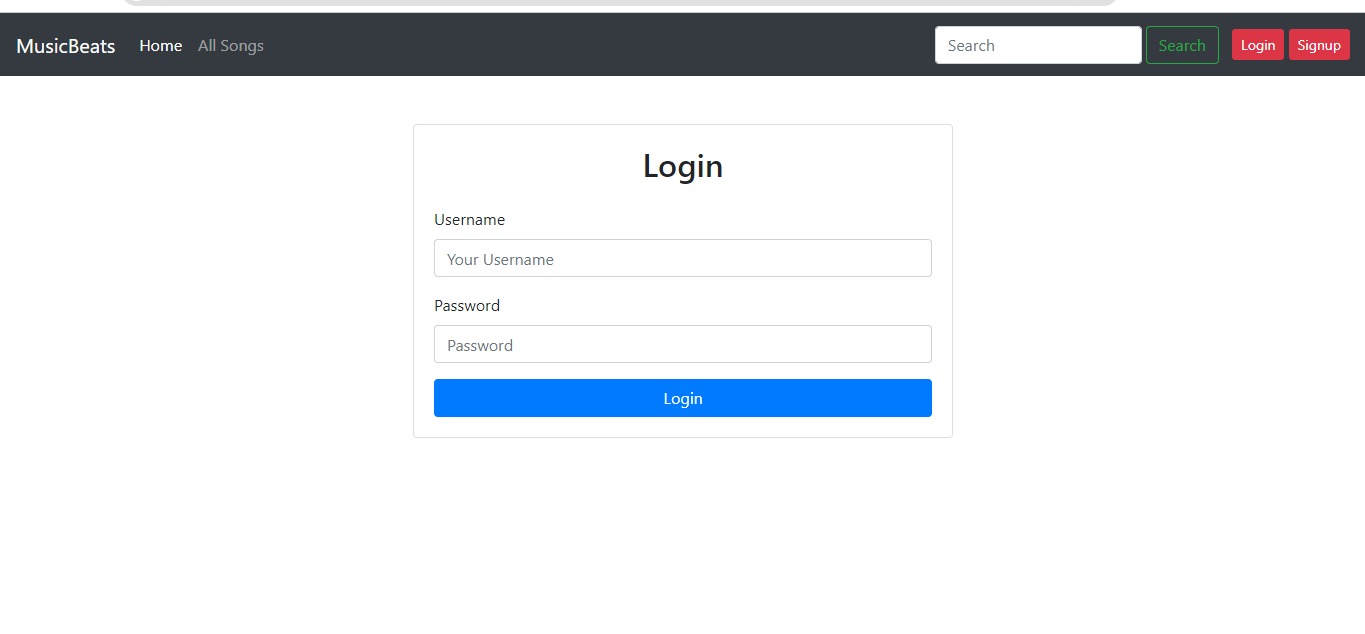 MusicBeats Home All Songs Search Search Login Signup
Login
Username
Your Username
Password
Password
Login